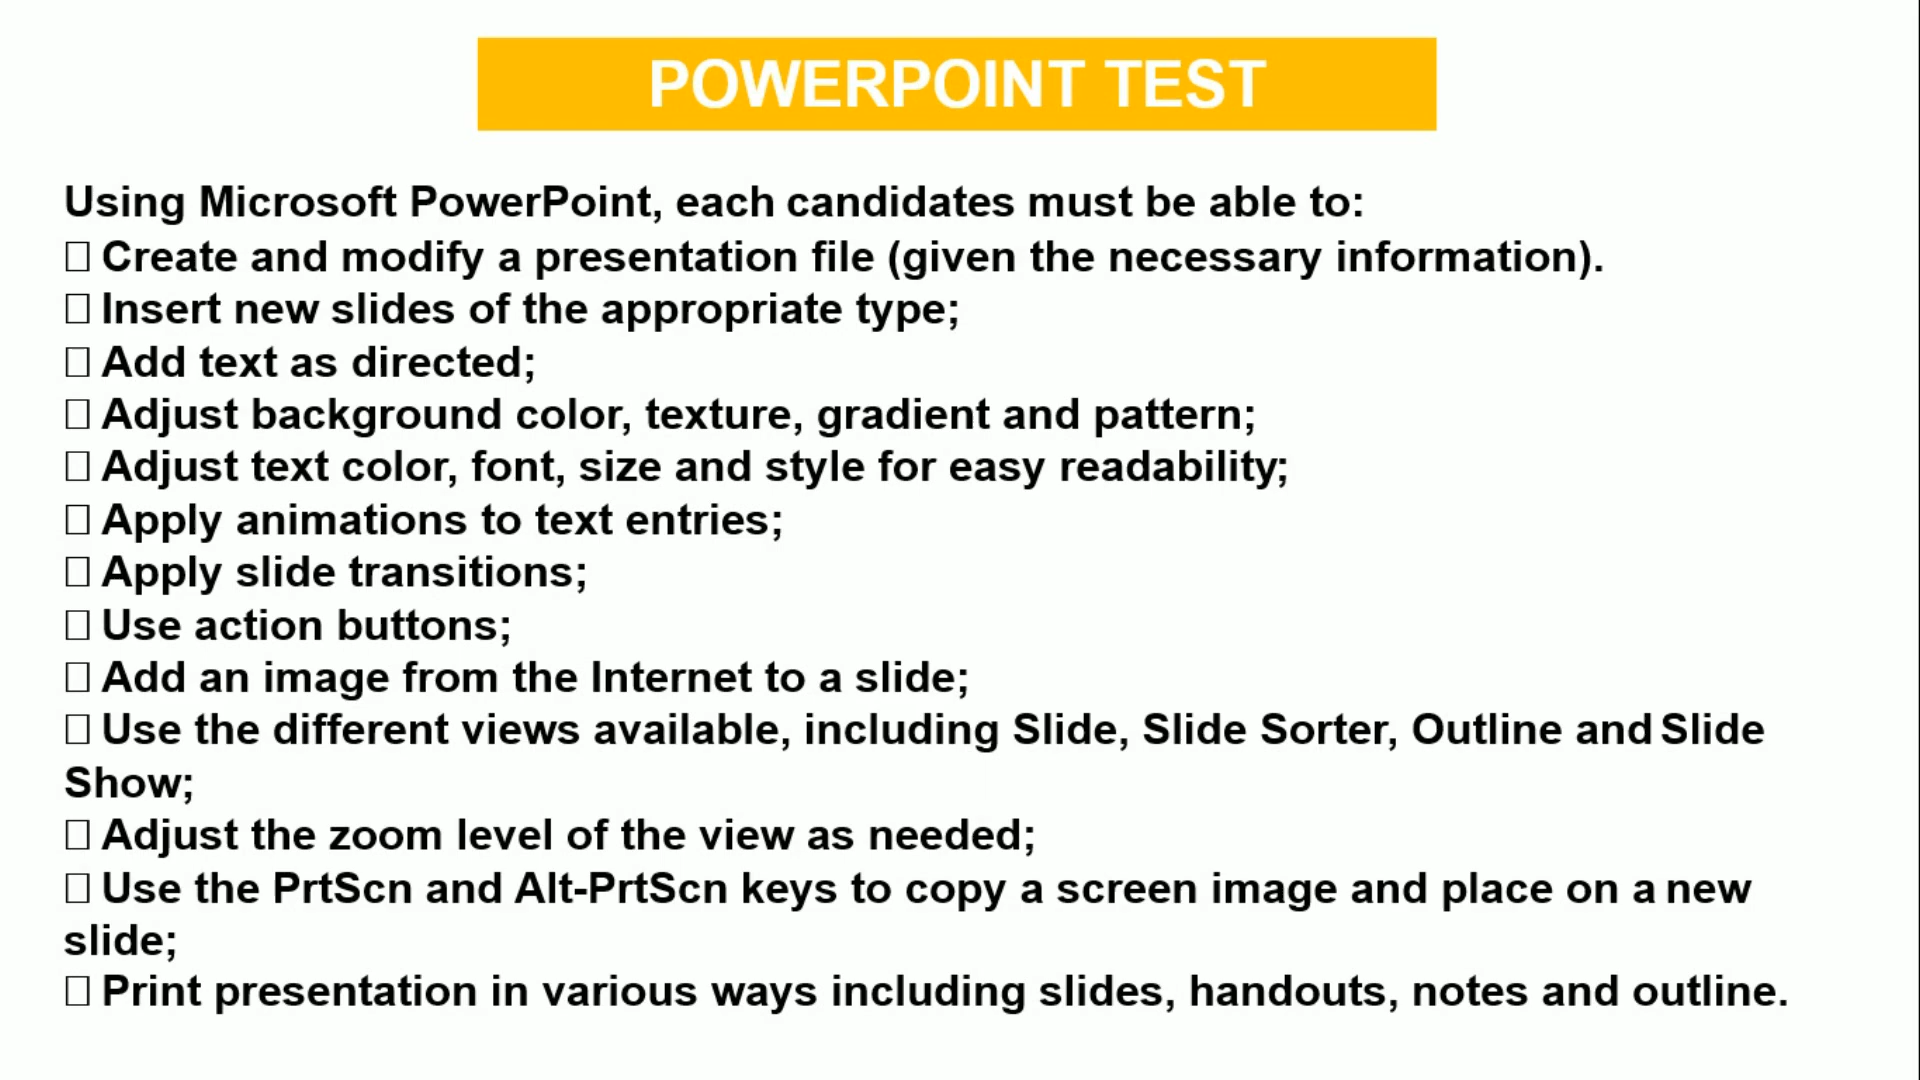 POWERPOINT TEST
Using Microsoft PowerPoint, each candidates must be able to:
□ Create and modify a presentation file (given the necessary information).
□ Insert new slides of the appropriate type;
□ Add text as directed;
□ Adjust background color, texture, gradient and pattern;
□ Adjust text color, font, size and style for easy readability;
□ Apply animations to text entries;
□ Apply slide transitions;
□ Use action buttons;
□ Add an image from the Internet to a slide;
□ Use the different views available, including Slide, Slide Sorter, Outline and Slide
Show;
□ Adjust the zoom level of the view as needed;
□ Use the PrtScn and Alt-PrtScn keys to copy a screen image and place on a new
slide;
□ Print presentation in various ways including slides, handouts, notes and outline.